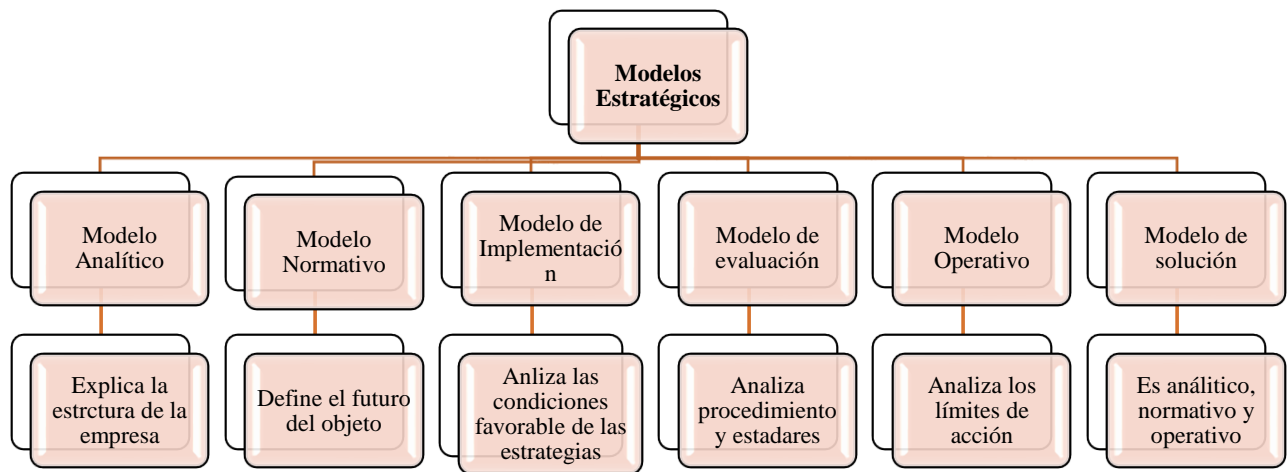 Modelos
Estratégicos
Modelo
Analítico
Modelo
Normativo
Modelo de
Implementació
n
Modelo de
evaluación
Modelo
Operativo
Modelo de
solución
Explica la
estrctura de la
empresa
Define el futuro
del objeto
Anliza las
condiciones
favorable de las
estrategias
Analiza
procedimiento
y estadares
Analiza los
límites de
acción
Es análitico,
normativo y
operativo